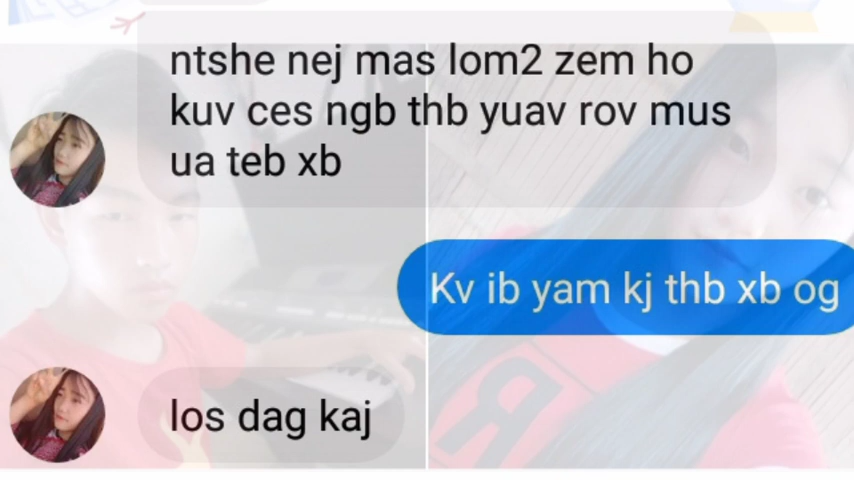 ntshe nej mas lom2 zem ho
kuv ces ngb thb yuav rov mus
ua teb xb
Kv ib yam kj thb xb og
los dag kaj